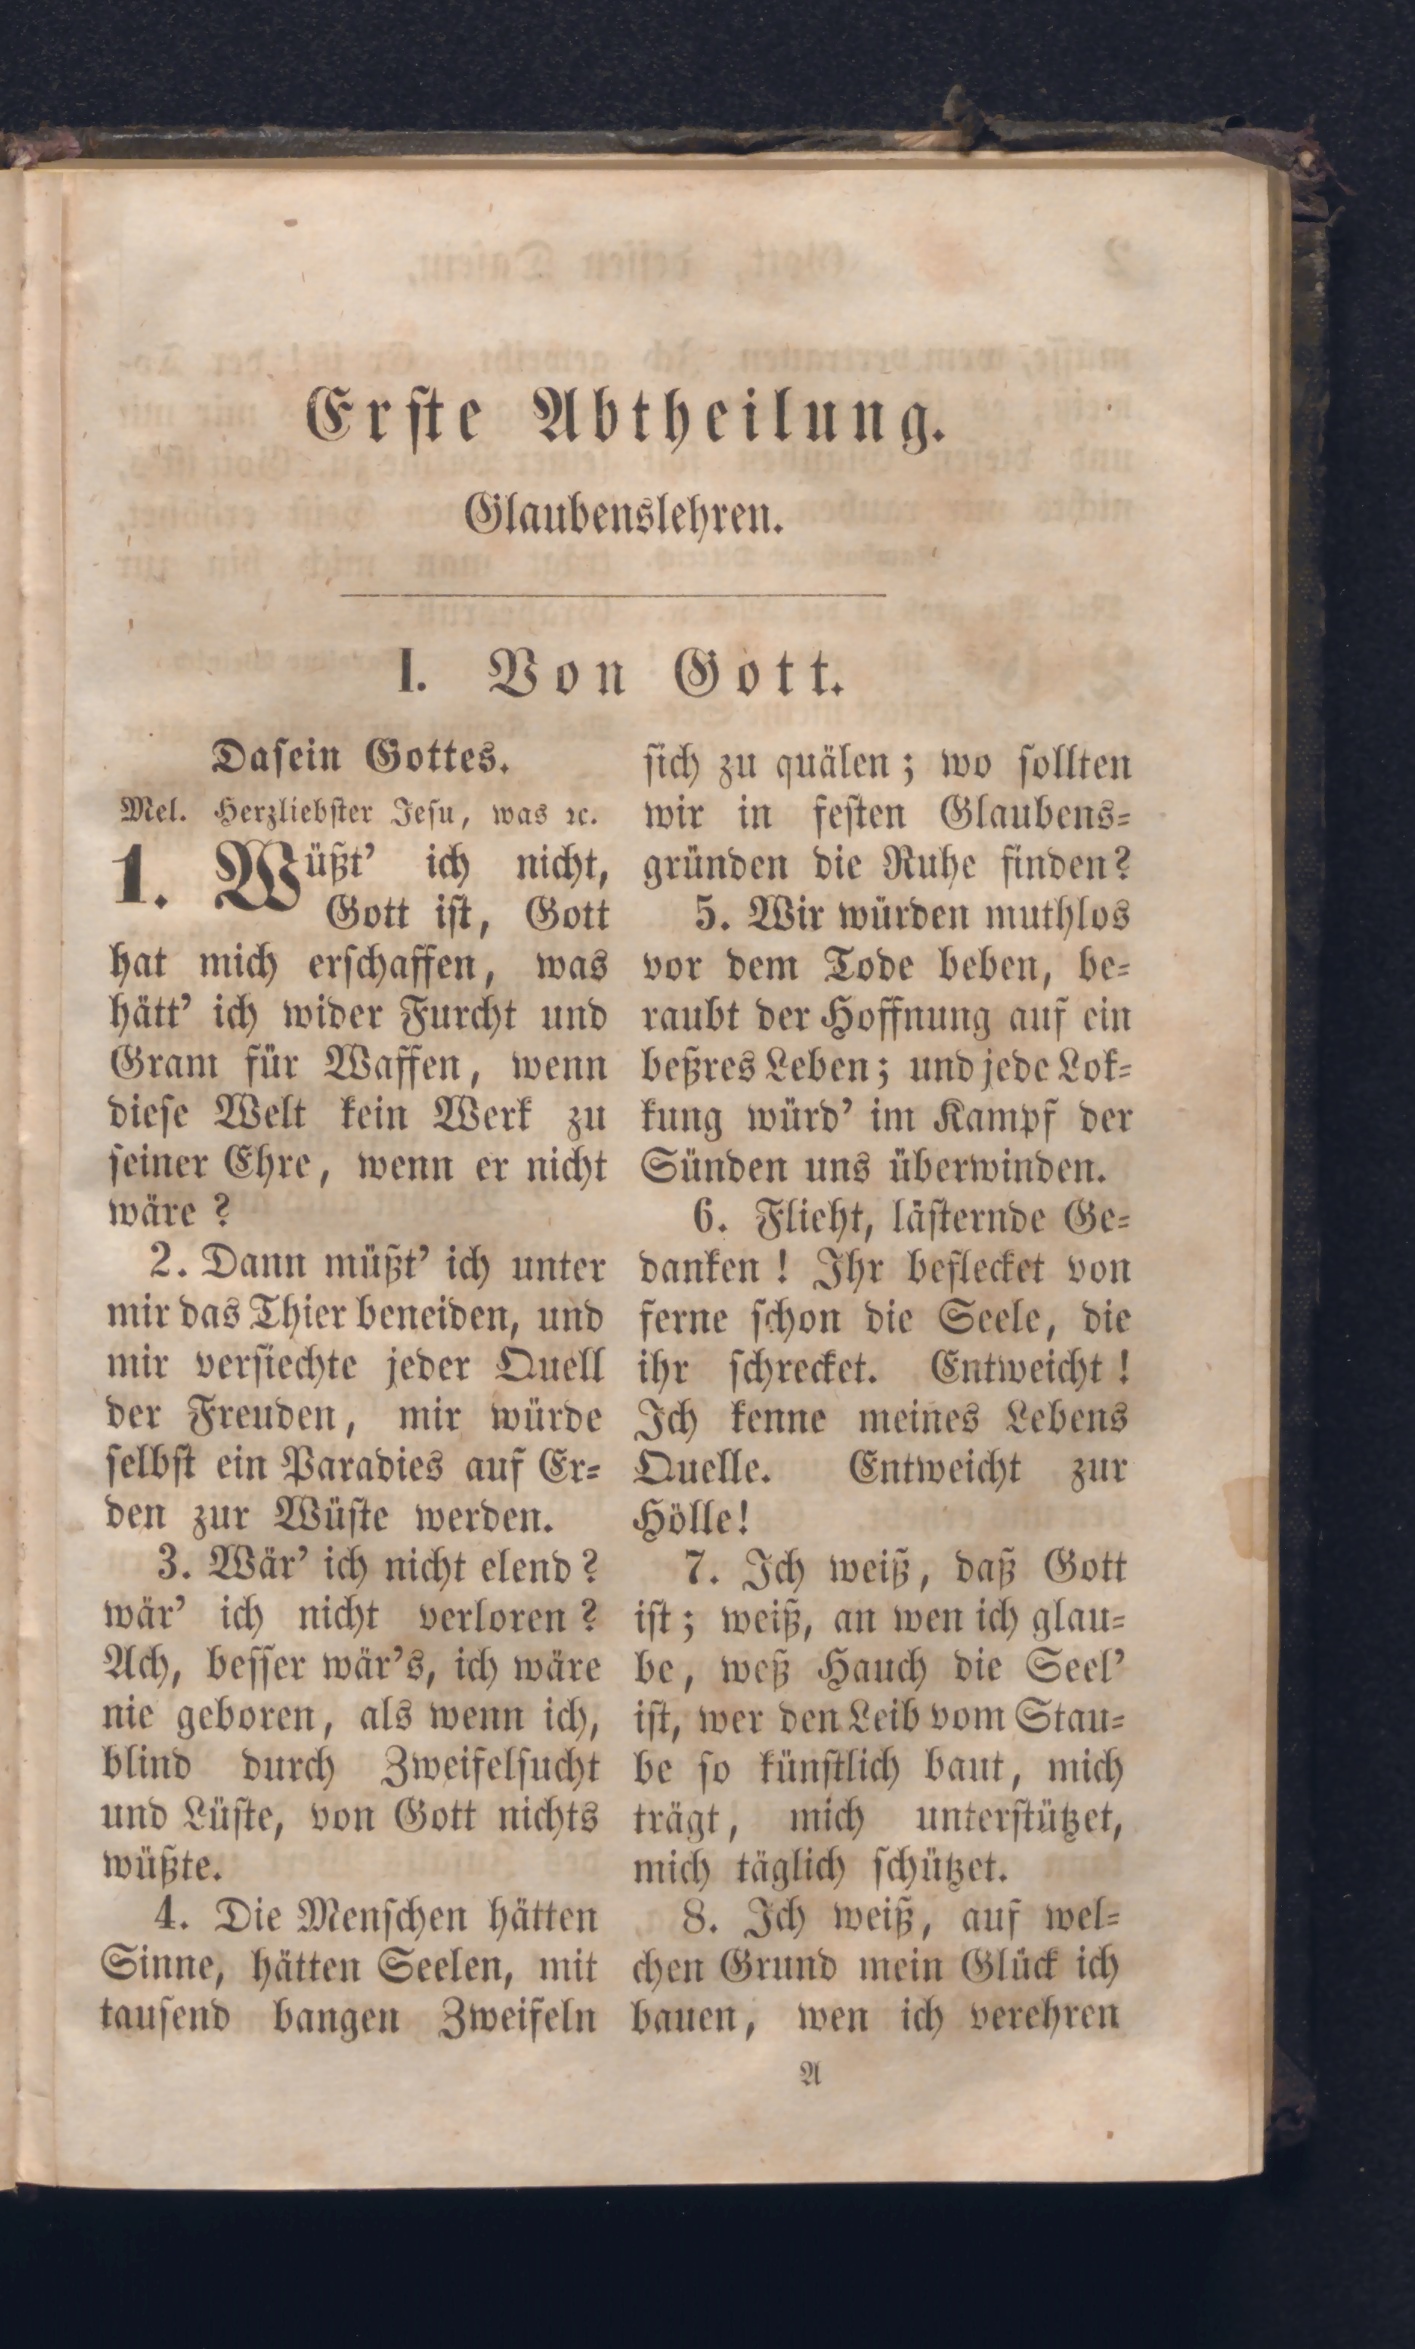 Erste Abtheilung.
Glaubenslehren.
I. Von Gott.
Dasein Gottes.
Mel. Herzliebster Jesu, was ꝛc.
1. Wüßt' ich nicht,
Gott ist, Gott
hat mich erschaffen, was
hätt' ich wider Furcht und
Gram für Waffen, wenn
diese Welt kein Werk zu
seiner Ehre, wenn er nicht
wäre?
2. Dann müßt' ich unter
mir das Thier beneiden, und
mir versiechte jeder Quell
der Freuden, mir würde
selbst ein Paradies auf Er-
den zur Wüste werden.
3. Wär' ich nicht elend?
wär' ich nicht verloren?
Ach, besser wär's, ich wäre
nie geboren, als wenn ich,
blind durch Zweifelsucht
und Lüste, von Gott nichts
wüßte.
4. Die Menschen hätten
Sinne, hätten Seelen, mit
tausend bangen Zweifeln
sich zu quälen; wo sollten
wir in festen Glaubens-
gründen die Ruhe finden?
5. Wir würden muthlos
vor dem Tode beben, be-
raubt der Hoffnung auf ein
beßres Leben; und jede Lok-
kung würd' im Kampf der
Sünden uns überwinden.
6. Flieht, lästernde Ge-
danken! Ihr beflecket von
ferne schon die Seele, die
ihr schrecket. Entweicht!
Ich kenne meines Lebens
Quelle. Entweicht zur
Hölle!
7. Ich weiß, daß Gott
ist; weiß, an wen ich glau-
be, weß Hauch die Seel'
ist, wer den Leib vom Stau-
be so künstlich baut, mich
trägt, mich unterstützet,
mich täglich schützet.
8. Ich weiß, auf wel-
chen Grund mein Glück ich
bauen, wen ich verehren
A